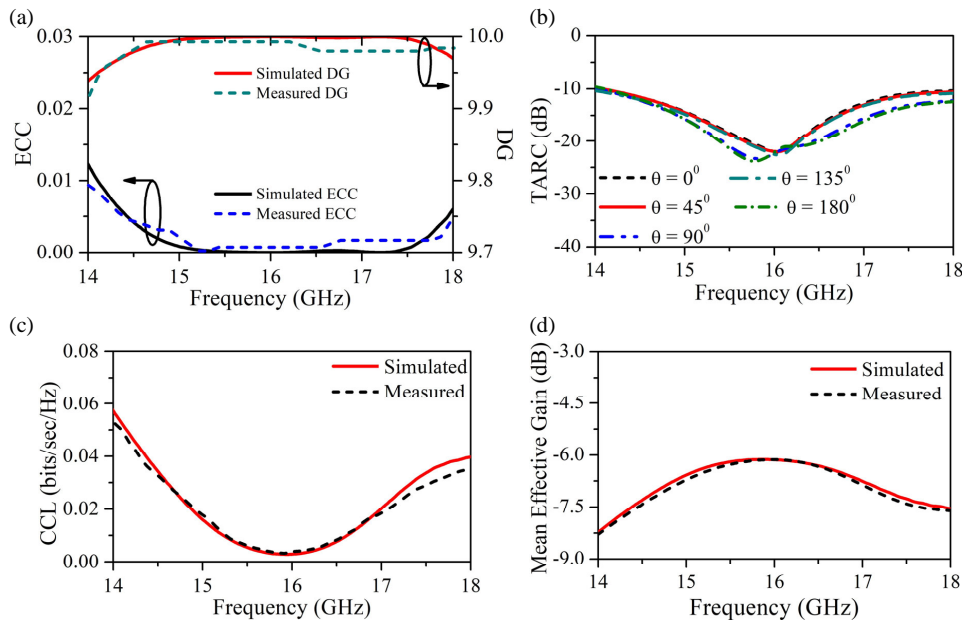 (a)
0.03
0.02
0.01
0.00
ECC
10.0
9.9
9.8
9.7
DG
Simulated DG
Measured DG
Simulated ECC
Measured ECC
14 15 16 17 18
Frequency (GHz)
(b)
0
-10
-20
-30
-40
TARC (dB)
θ = 0⁰
θ = 45⁰
θ = 90⁰
θ = 135⁰
θ = 180⁰
14 15 16 17 18
Frequency (GHz)
(c)
0.08
0.06
0.04
0.02
0.00
CCL (bits/sec/Hz)
Simulated
Measured
14 15 16 17 18
Frequency (GHz)
(d)
-3.0
-4.5
-6.0
-7.5
-9.0
Mean Effective Gain (dB)
Simulated
Measured
14 15 16 17 18
Frequency (GHz)